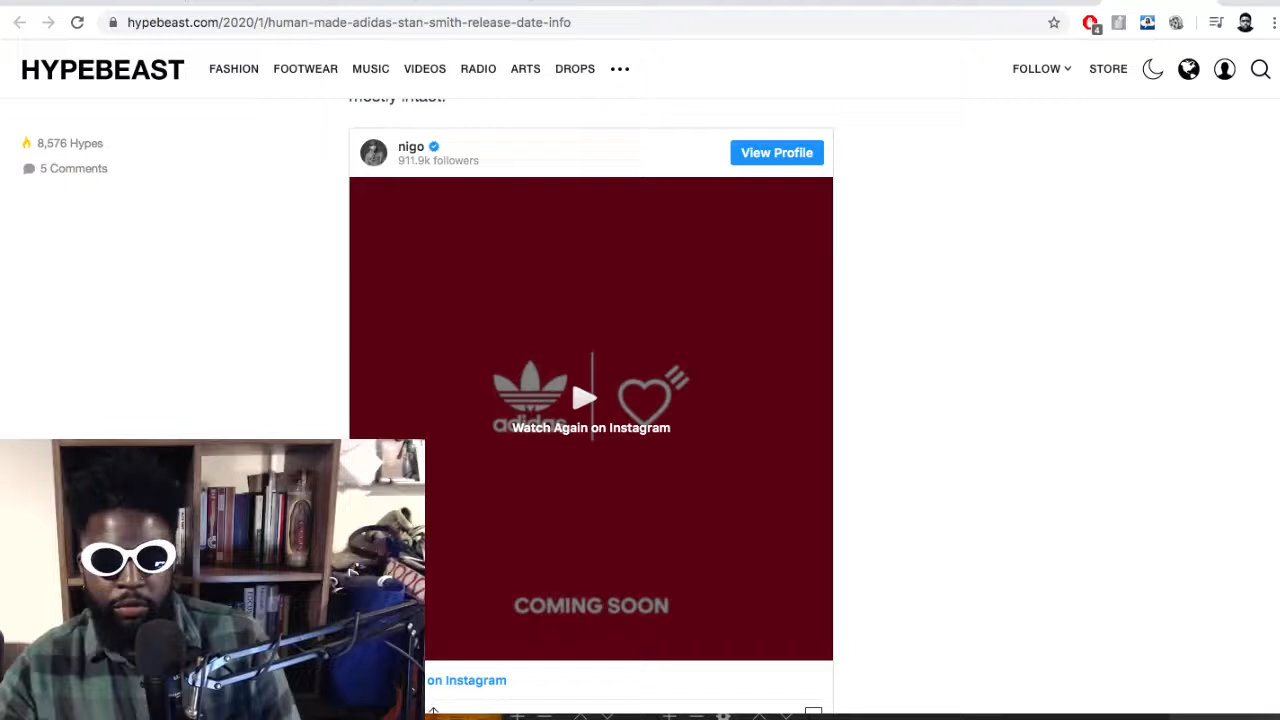 hypebeast.com/2020/1/human-made-adidas-stan-smith-release-date-info
4
HYPEBEAST FASHION FOOTWEAR MUSIC VIDEOS RADIO ARTS DROPS ••• FOLLOW STORE
8,576 Hypes
5 Comments
nigo
911.9k followers
View Profile
adidas
Watch Again on Instagram
COMING SOON
on Instagram